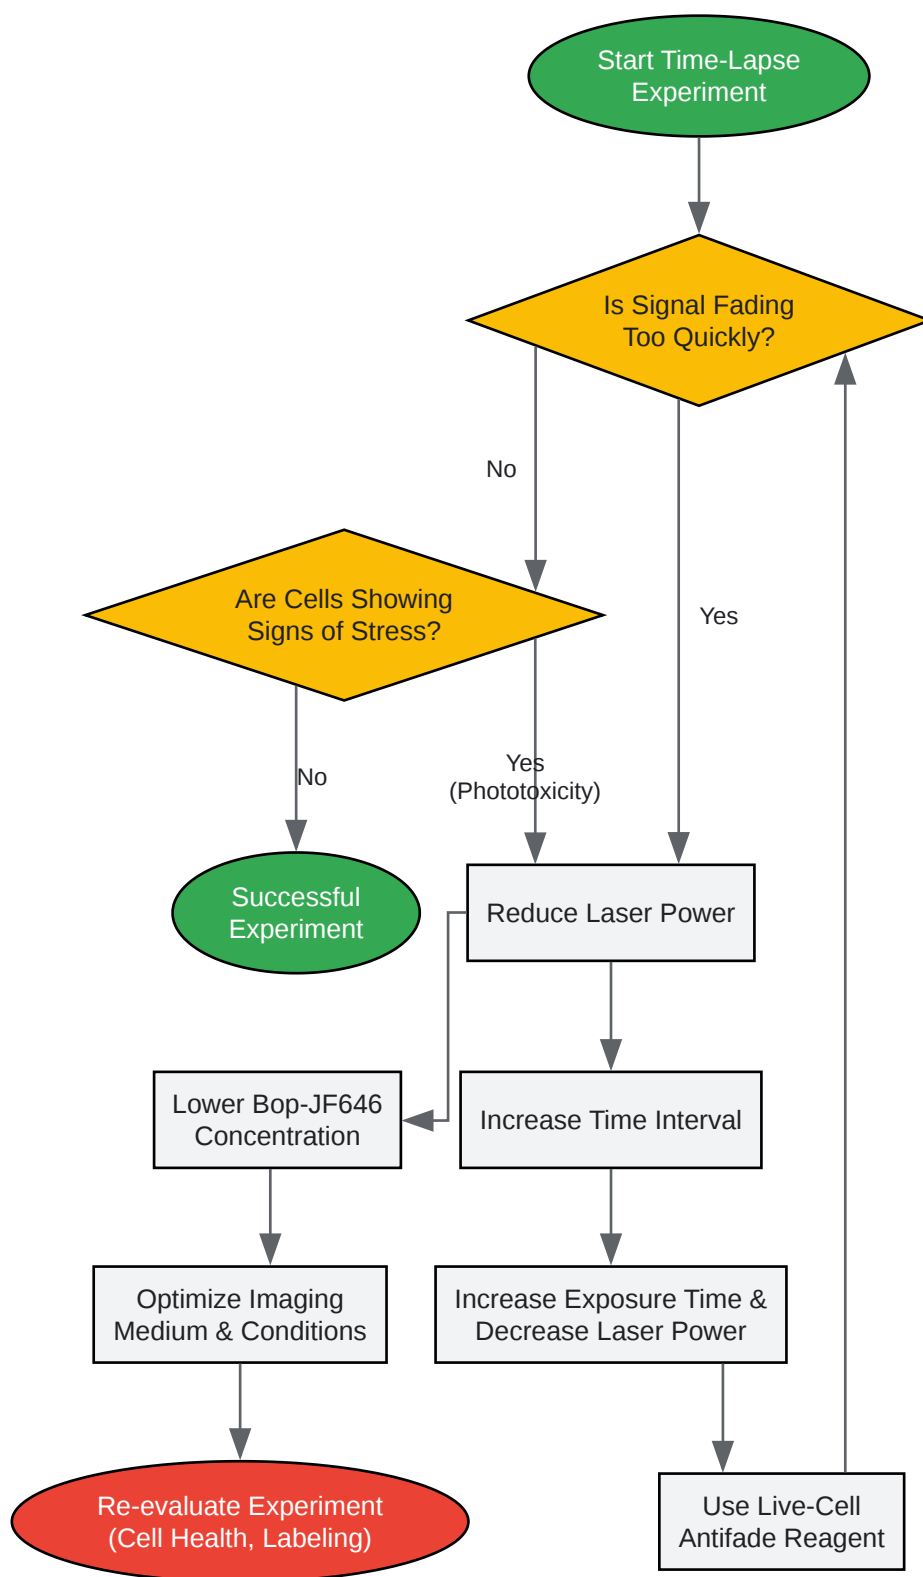 Start Time-Lapse
Experiment
Is Signal Fading
Too Quickly?
No
Yes
Are Cells Showing
Signs of Stress?
No
Yes
(Phototoxicity)
Successful
Experiment
Reduce Laser Power
Lower Bop-JF646
Concentration
Increase Time Interval
Optimize Imaging
Medium & Conditions
Increase Exposure Time &
Decrease Laser Power
Re-evaluate Experiment
(Cell Health, Labeling)
Use Live-Cell
Antifade Reagent